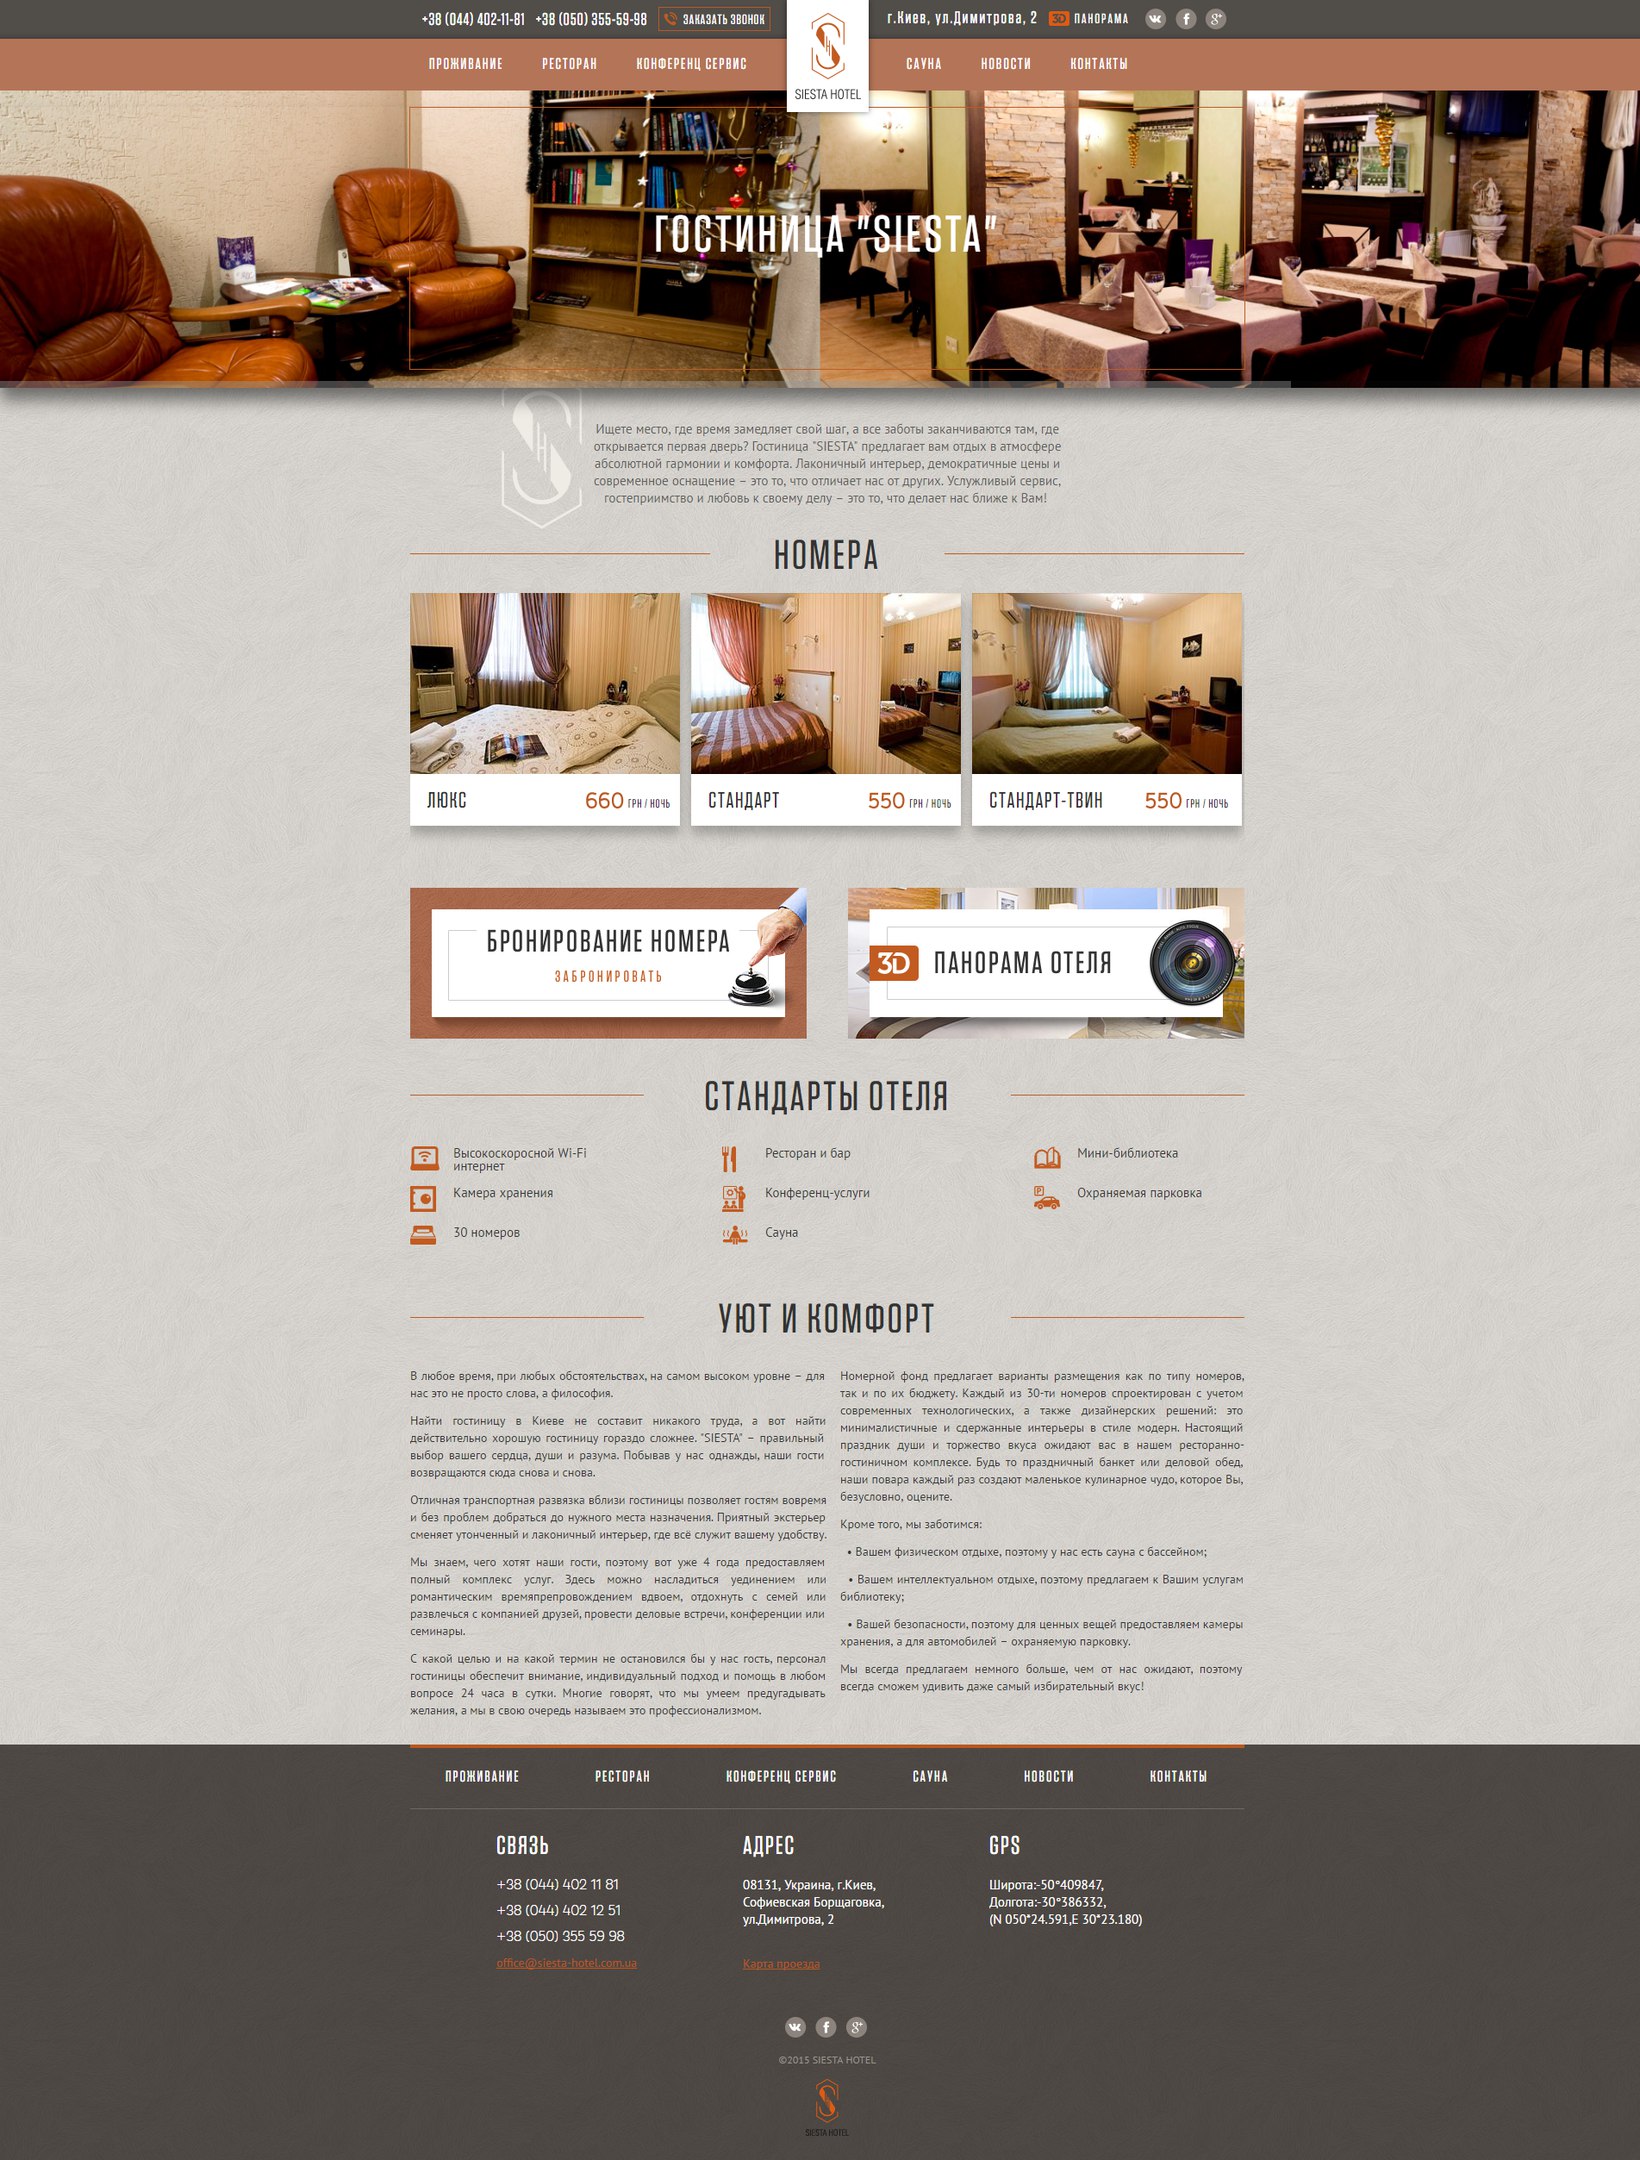 +38 (044) 402-11-81 +38 (050) 355-59-98 ЗАКАЗАТЬ ЗВОНОК
г.Киев, ул.Димитрова, 2 3D ПАНОРАМА
ПРОЖИВАНИЕ РЕСТОРАН КОНФЕРЕНЦ СЕРВИС
SIESTA HOTEL
САУНА НОВОСТИ КОНТАКТЫ
ГОСТИНИЦА "SIESTA"
Ищете место, где время замедляет свой шаг, а все заботы заканчиваются там, где
открывается первая дверь? Гостиница "SIESTA" предлагает вам отдых в атмосфере
абсолютной гармонии и комфорта. Лаконичный интерьер, демократичные цены и
современное оснащение – это то, что отличает нас от других. Услужливый сервис,
гостеприимство и любовь к своему делу – это то, что делает нас ближе к Вам!
НОМЕРА
ЛЮКС 660 ГРН / НОЧЬ
СТАНДАРТ 550 ГРН / НОЧЬ
СТАНДАРТ-ТВИН 550 ГРН / НОЧЬ
БРОНИРОВАНИЕ НОМЕРА
ЗАБРОНИРОВАТЬ
3D ПАНОРАМА ОТЕЛЯ
СТАНДАРТЫ ОТЕЛЯ
Высокоскоросной Wi-Fi
интернет
Ресторан и бар
Мини-библиотека
Камера хранения
Конференц-услуги
Охраняемая парковка
30 номеров
Сауна
УЮТ И КОМФОРТ
В любое время, при любых обстоятельствах, на самом высоком уровне – для
нас это не просто слова, а философия.
Найти гостиницу в Киеве не составит никакого труда, а вот найти
действительно хорошую гостиницу гораздо сложнее. "SIESTA" – правильный
выбор вашего сердца, души и разума. Побывав у нас однажды, наши гости
возвращаются сюда снова и снова.
Отличная транспортная развязка вблизи гостиницы позволяет гостям вовремя
и без проблем добраться до нужного места назначения. Приятный экстерьер
сменяет утонченный и лаконичный интерьер, где всё служит вашему удобству.
Мы знаем, чего хотят наши гости, поэтому вот уже 4 года предоставляем
полный комплекс услуг. Здесь можно насладиться уединением или
романтическим времяпрепровождением вдвоем, отдохнуть с семей или
развлечься с компанией друзей, провести деловые встречи, конференции или
семинары.
С какой целью и на какой термин не остановился бы у нас гость, персонал
гостиницы обеспечит внимание, индивидуальный подход и помощь в любом
вопросе 24 часа в сутки. Многие говорят, что мы умеем предугадывать
желания, а мы в свою очередь называем это профессионализмом.
Номерной фонд предлагает варианты размещения как по типу номеров,
так и по их бюджету. Каждый из 30-ти номеров спроектирован с учетом
современных технологических, а также дизайнерских решений: это
минималистичные и сдержанные интерьеры в стиле модерн. Настоящий
праздник души и торжество вкуса ожидают вас в нашем ресторанно-
гостиничном комплексе. Будь то праздничный банкет или деловой обед,
наши повара каждый раз создают маленькое кулинарное чудо, которое Вы,
безусловно, оцените.
Кроме того, мы заботимся:
• Вашем физическом отдыхе, поэтому у нас есть сауна с бассейном;
• Вашем интеллектуальном отдыхе, поэтому предлагаем к Вашим услугам
библиотеку;
• Вашей безопасности, поэтому для ценных вещей предоставляем камеры
хранения, а для автомобилей – охраняемую парковку.
Мы всегда предлагаем немного больше, чем от нас ожидают, поэтому
всегда сможем удивить даже самый избирательный вкус!
ПРОЖИВАНИЕ РЕСТОРАН КОНФЕРЕНЦ СЕРВИС САУНА НОВОСТИ КОНТАКТЫ
СВЯЗЬ
+38 (044) 402 11 81
+38 (044) 402 12 51
+38 (050) 355 59 98
office@siesta-hotel.com.ua
АДРЕС
08131, Украина, г.Киев,
Софиевская Борщаговка,
ул.Димитрова, 2
Карта проезда
GPS
Широта:-50°409847,
Долгота:-30°386332,
(N 050°24.591,E 30°23.180)
©2015 SIESTA HOTEL
SIESTA HOTEL